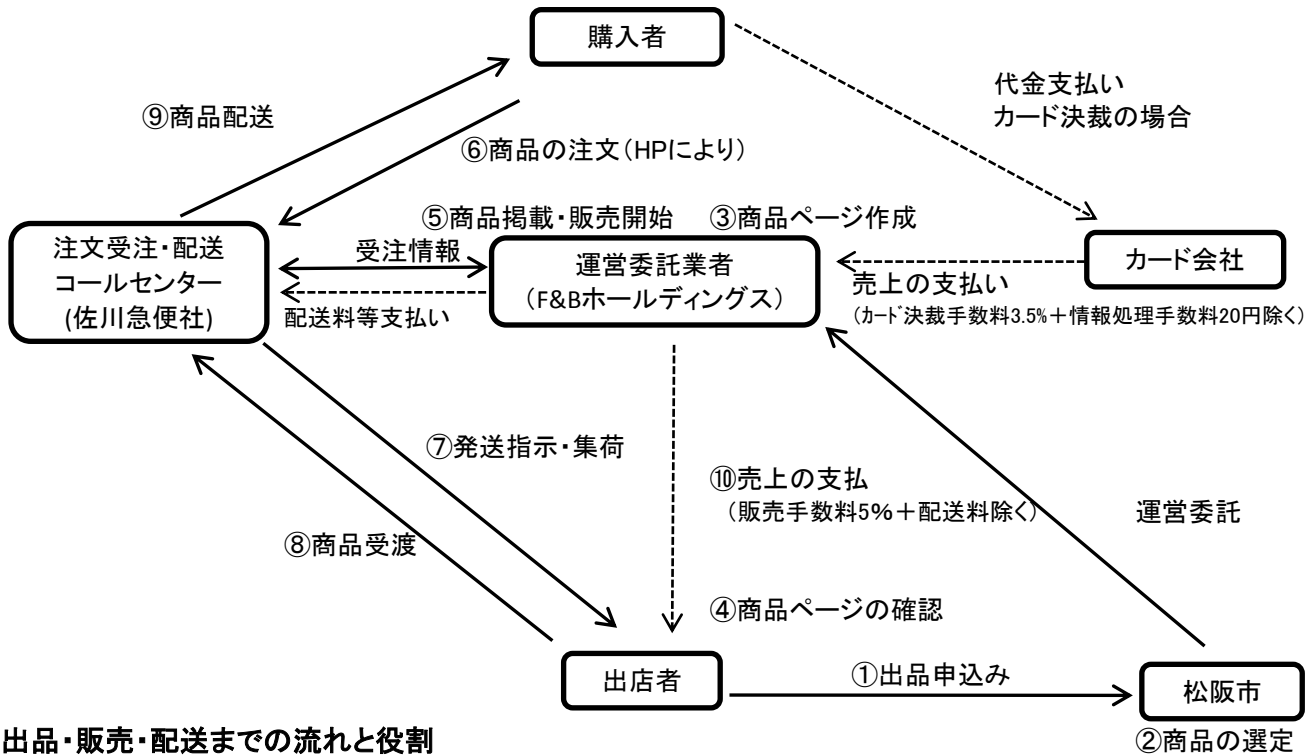 購入者
代金支払い
カード決裁の場合
⑨商品配送
⑥商品の注文(HPにより)
⑤商品掲載・販売開始
③商品ページ作成
注文受注・配送
コールセンター
(佐川急便社)
受注情報
配送料等支払い
運営委託業者
(F&Bホールディングス)
カード会社
売上の支払い
(カード決裁手数料3.5%+情報処理手数料20円除く)
⑦発送指示・集荷
⑩売上の支払
(販売手数料5%+配送料除く)
運営委託
⑧商品受渡
④商品ページの確認
出店者
①出品申込み
松阪市
②商品の選定
出品・販売・配送までの流れと役割